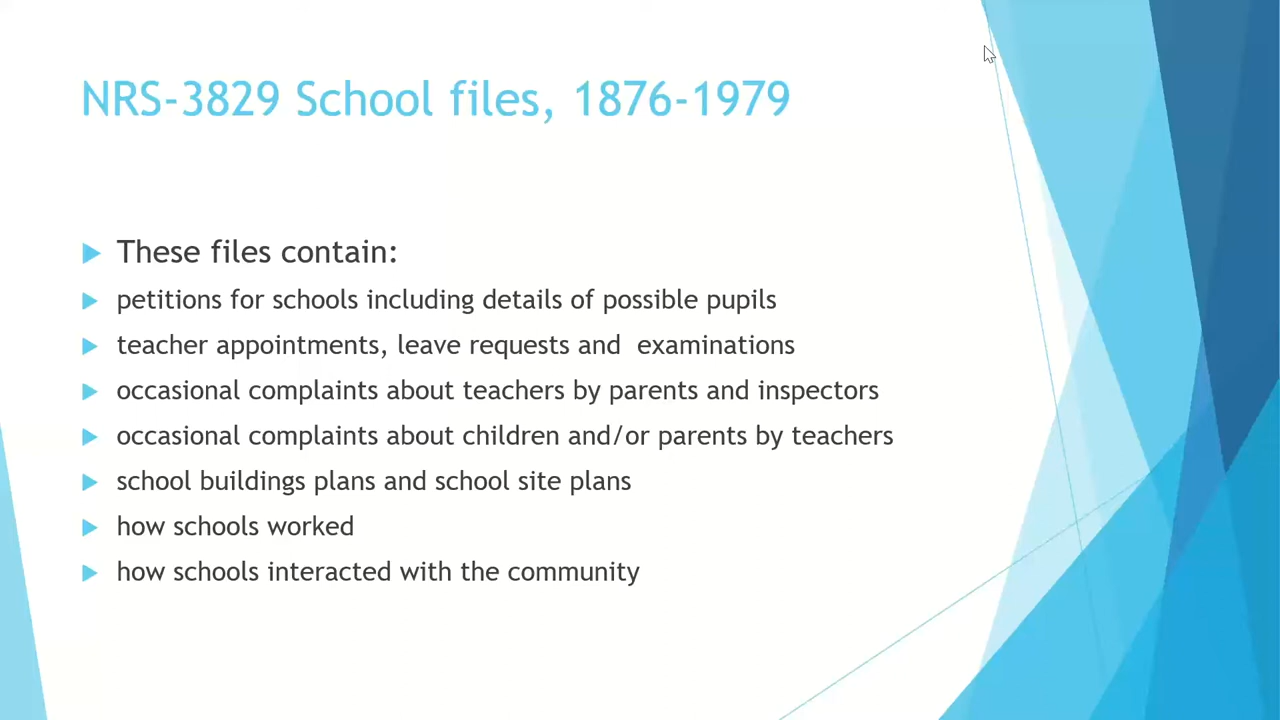 NRS-3829 School files, 1876-1979
These files contain:
petitions for schools including details of possible pupils
teacher appointments, leave requests and  examinations
occasional complaints about teachers by parents and inspectors
occasional complaints about children and/or parents by teachers
school buildings plans and school site plans
how schools worked
how schools interacted with the community